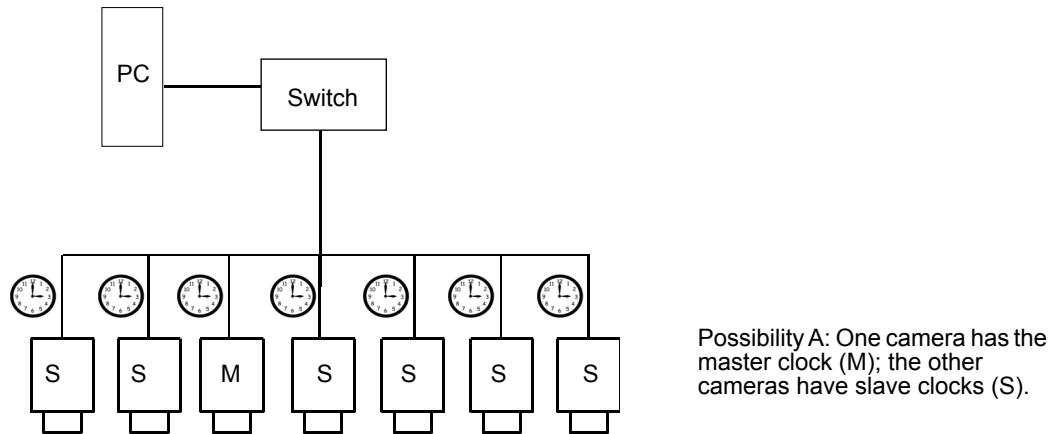 PC
Switch
S S M S S S S
Possibility A: One camera has the
master clock (M); the other
cameras have slave clocks (S).